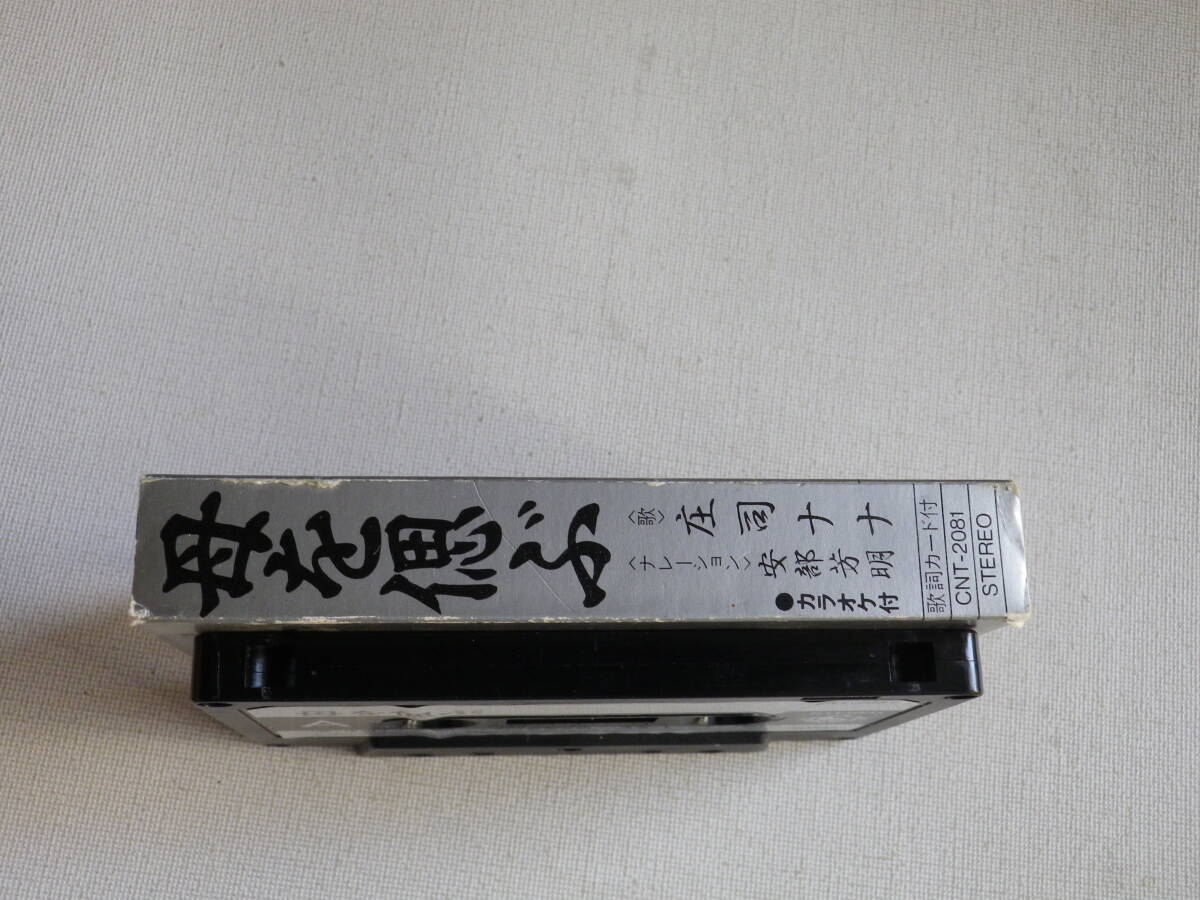 母を偲ぶ
〈歌〉庄司ナナ
〈ナレーション〉安部芳明
●カラオケ付
歌詞カード付
CNT-2081
STEREO
A